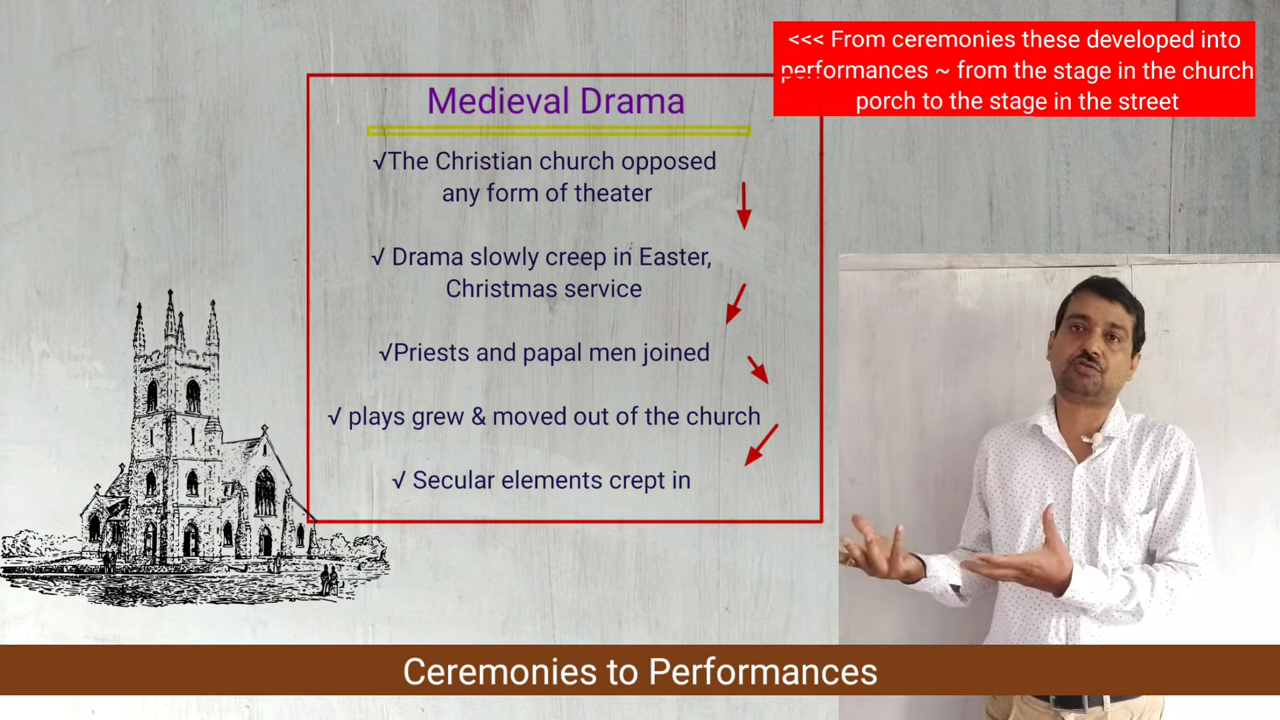 <<< From ceremonies these developed into
performances ~ from the stage in the church
porch to the stage in the street
Medieval Drama
√The Christian church opposed
any form of theater
√ Drama slowly creep in Easter,
Christmas service
√Priests and papal men joined
√ plays grew & moved out of the church
√ Secular elements crept in
Ceremonies to Performances